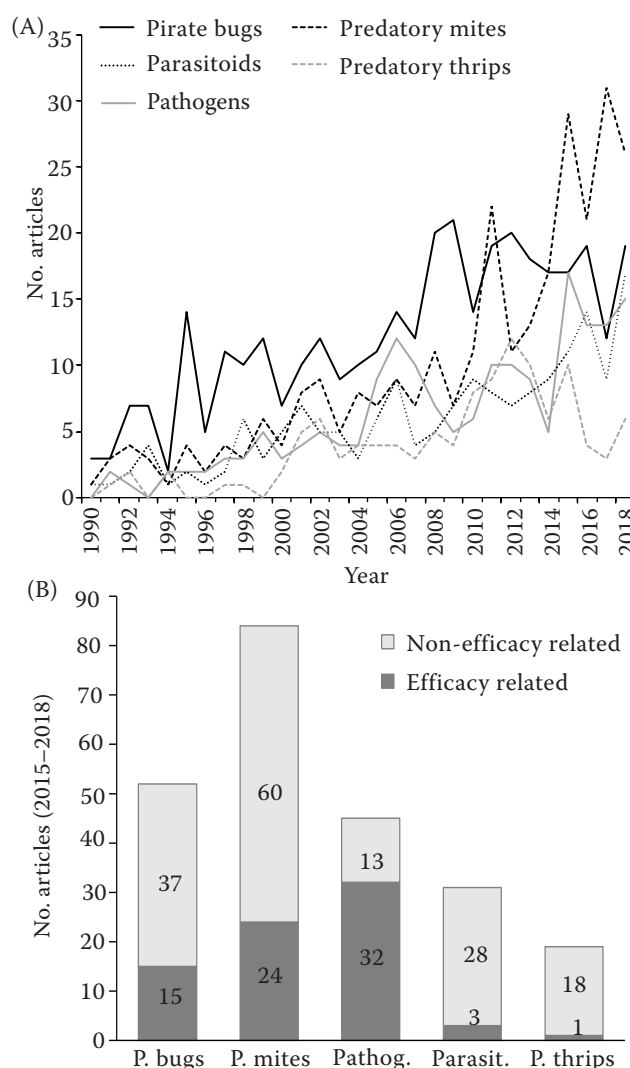 (A)
35
30
25
20
15
10
5
0
No. articles
Pirate bugs
Predatory mites
Parasitoids
Predatory thrips
Pathogens
1990
1992
1994
1996
1998
2000
2002
2004
2006
2008
2010
2012
2014
2016
2018
Year
(B)
90
80
70
60
50
40
30
20
10
0
No. articles (2015–2018)
Non-efficacy related
Efficacy related
37
15
60
24
13
32
28
3
18
1
P. bugs
P. mites
Pathog.
Parasit.
P. thrips